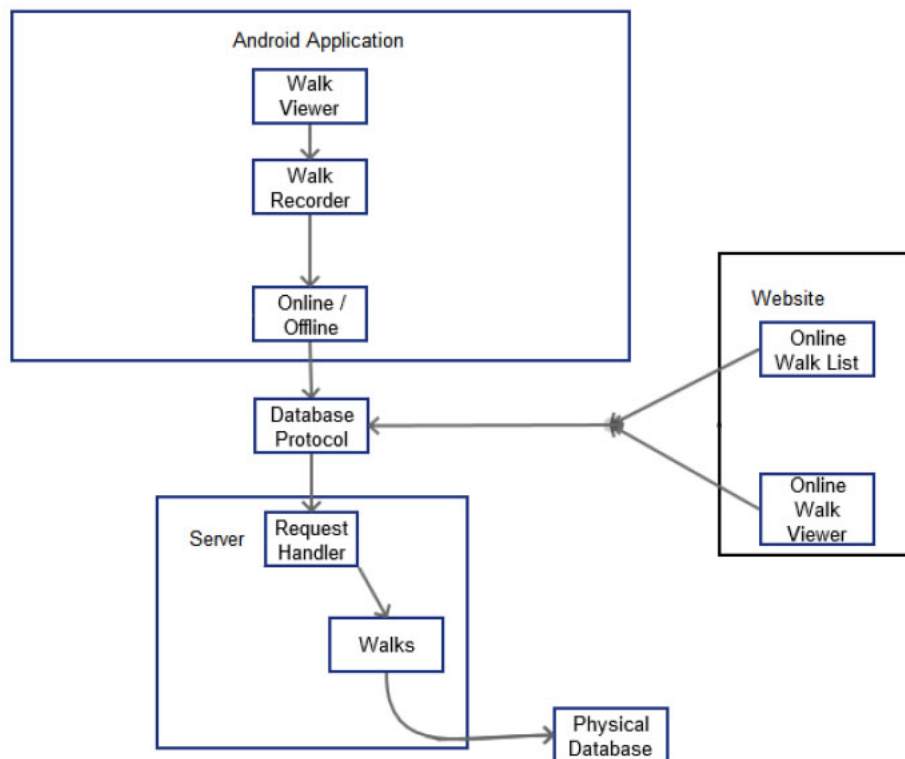 Android Application
Walk
Viewer
Walk
Recorder
Online /
Offline
Website
Online
Walk List
Database
Protocol
Online
Walk
Viewer
Server
Request
Handler
Walks
Physical
Database